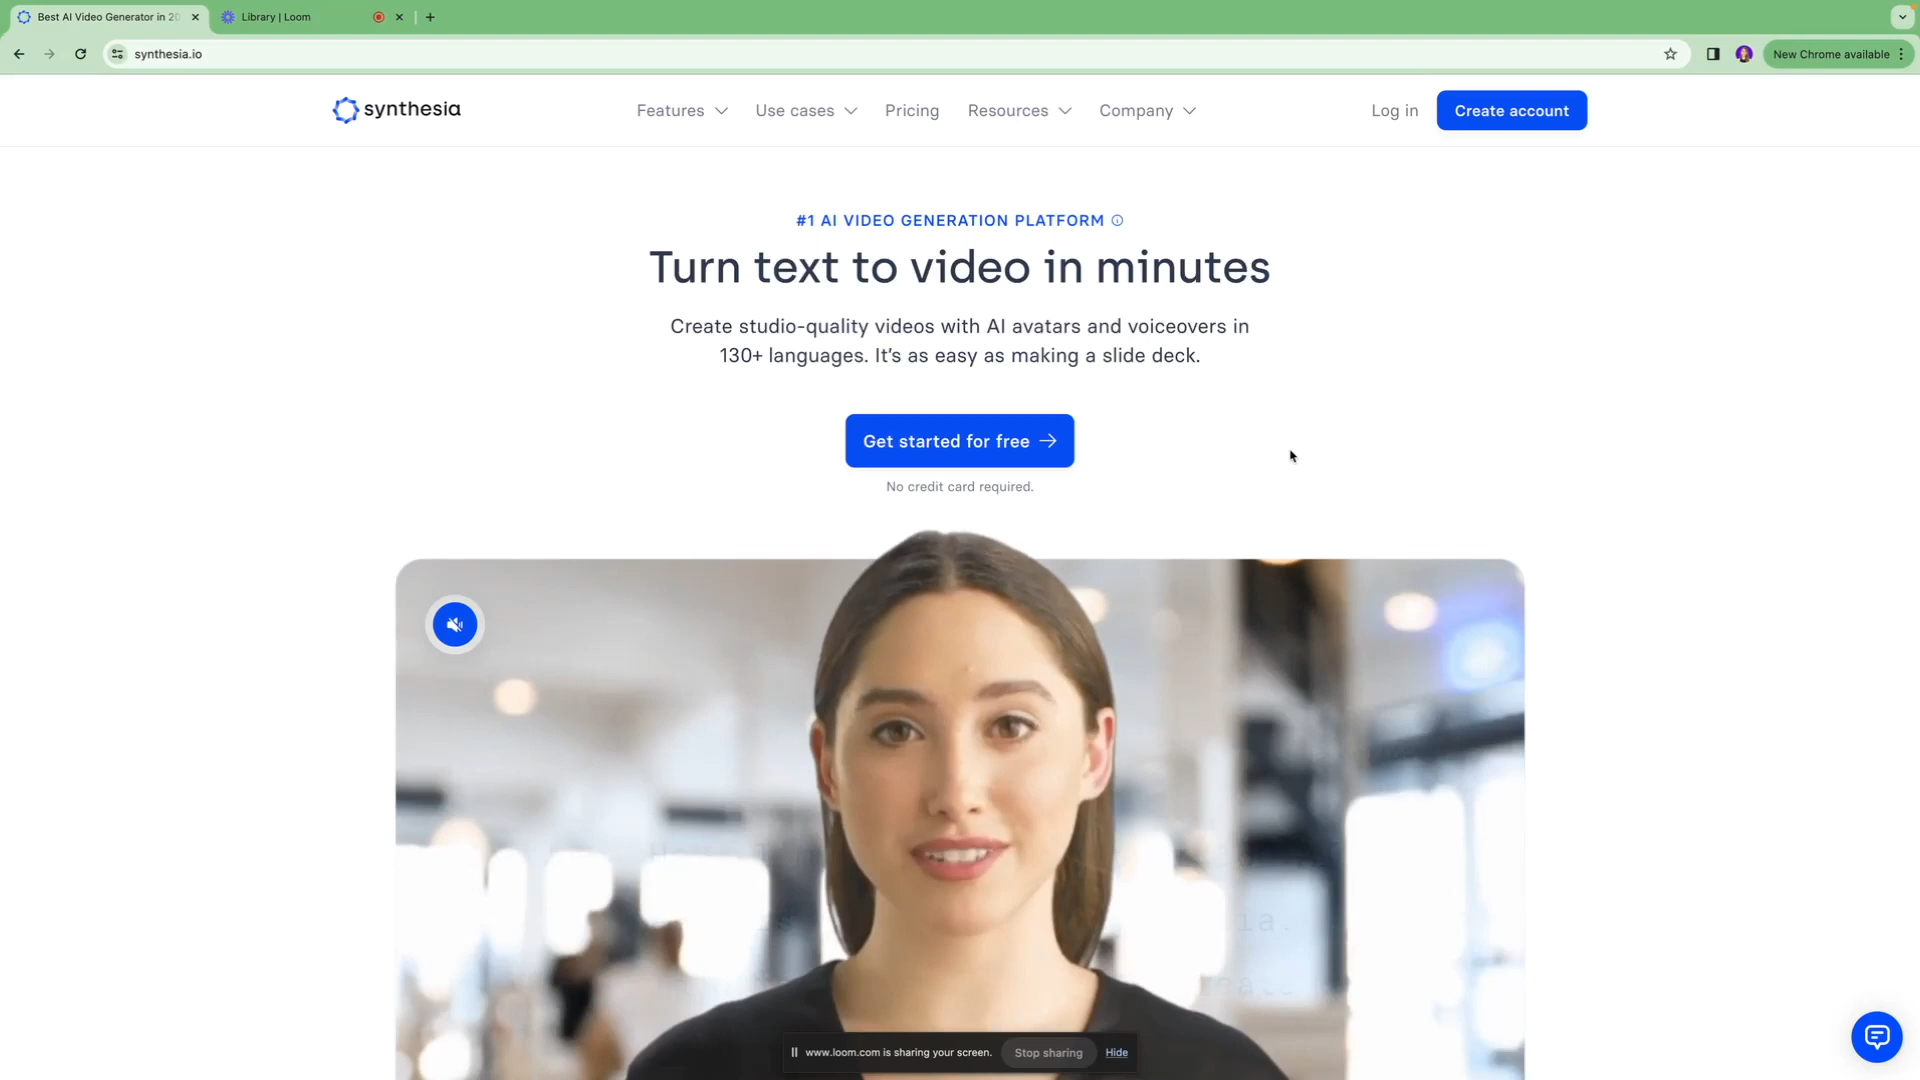 Best AI Video Generator in 20
Library | Loom
synthesia.io
New Chrome available
synthesia
Features
Use cases
Pricing
Resources
Company
Log in
Create account
#1 AI VIDEO GENERATION PLATFORM
Turn text to video in minutes
Create studio-quality videos with AI avatars and voiceovers in
130+ languages. It's as easy as making a slide deck.
Get started for free
No credit card required.
www.loom.com is sharing your screen.
Stop sharing
Hide